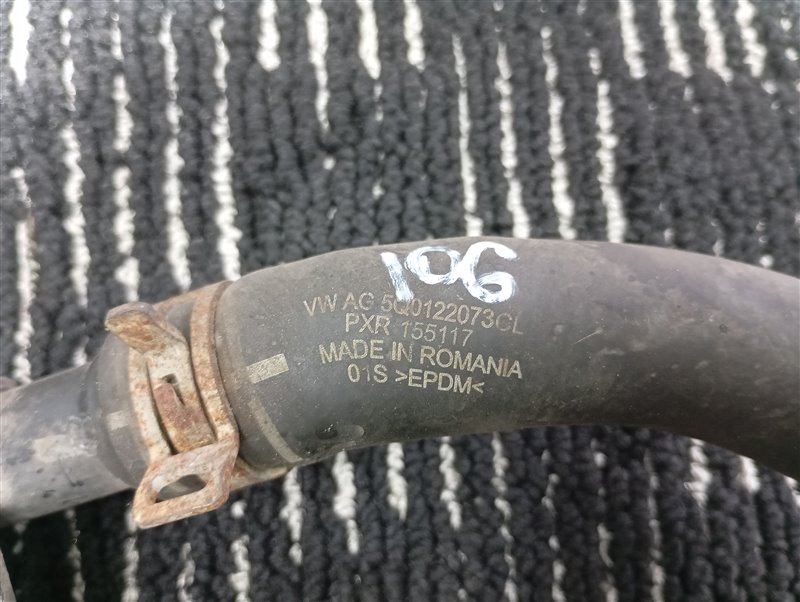 106
VW AG 5Q0122073CL
PXR 155117
MADE IN ROMANIA
01S >EPDM<